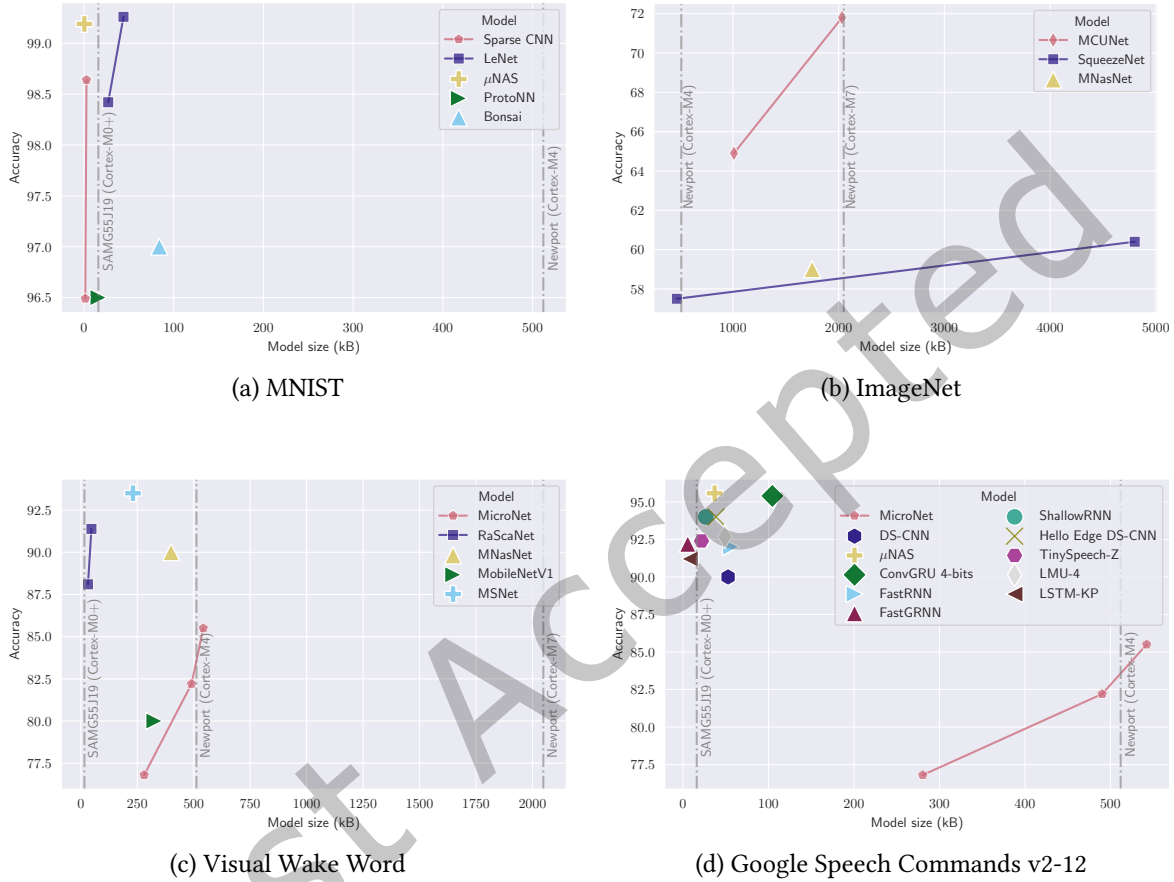 99.0
98.5
98.0
97.5
97.0
96.5
Accuracy
0
100
200
300
400
500
Model size (kB)
SAMG55J19 (Cortex-M0+)
Newport (Cortex-M4)
Model
Sparse CNN
LeNet
μNAS
ProtoNN
Bonsai
(a) MNIST
72
70
68
66
64
62
60
58
Accuracy
1000
2000
3000
4000
5000
Model size (kB)
Newport (Cortex-M4)
Newport (Cortex-M7)
Model
MCUNet
SqueezeNet
MNasNet
(b) ImageNet
92.5
90.0
87.5
85.0
82.5
80.0
77.5
Accuracy
0
250
500
750
1000
1250
1500
1750
2000
Model size (kB)
SAMG55J19 (Cortex-M0+)
Newport (Cortex-M4)
Newport (Cortex-M7)
Model
MicroNet
RaScaNet
MNasNet
MobileNetV1
MSNet
(c) Visual Wake Word
95.0
92.5
90.0
87.5
85.0
82.5
80.0
77.5
Accuracy
0
100
200
300
400
500
Model size (kB)
SAMG55J19 (Cortex-M0+)
Newport (Cortex-M4)
Model
MicroNet
DS-CNN
μNAS
ConvGRU 4-bits
FastRNN
FastGRNN
ShallowRNN
Hello Edge DS-CNN
TinySpeech-Z
LMU-4
LSTM-KP
(d) Google Speech Commands v2-12
st Accepted